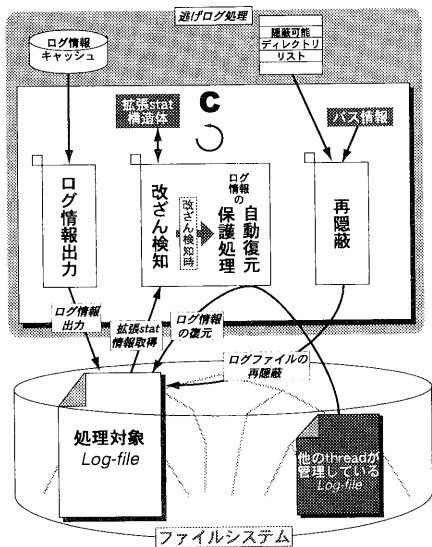 逃げログ処理
ログ情報
キャッシュ
隠蔽可能
ディレクトリ
リスト
拡張stat
構造体
C
パス情報
ログ情報出力
改ざん検知
改ざん検知時
ログ情報の
保護処理
自動復元
再隠蔽
ログ情報
出力
拡張stat
情報取得
ログ情報
の復元
ログファイルの
再隠蔽
処理対象
Log-file
他のthreadが
管理している
Log-file
ファイルシステム